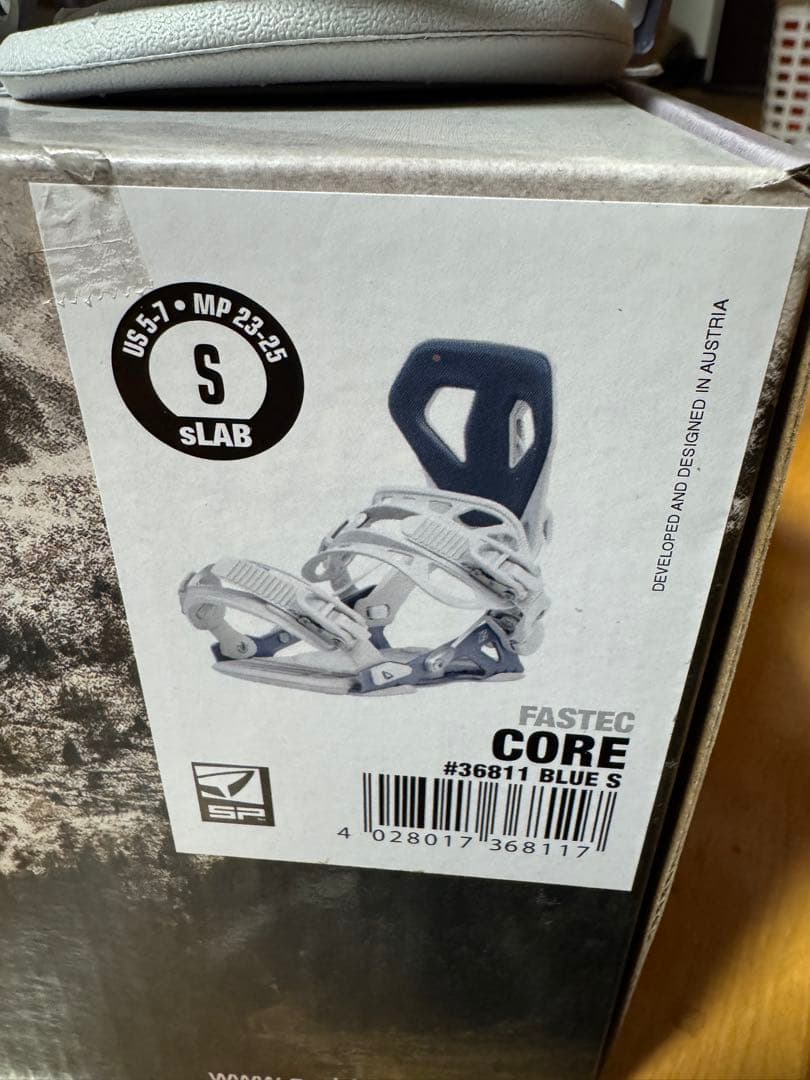 US 5-7 • MP 23-25
S
sLAB
DEVELOPED AND DESIGNED IN AUSTRIA
FASTEC
CORE
#36811 BLUE S
SP
4 028017 368117